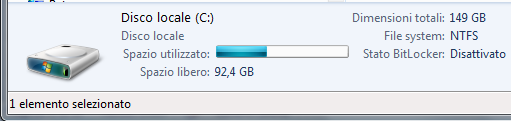 Disco locale (C:)
Disco locale
Spazio utilizzato:
Spazio libero: 92,4 GB
Dimensioni totali: 149 GB
File system: NTFS
Stato BitLocker: Disattivato
1 elemento selezionato